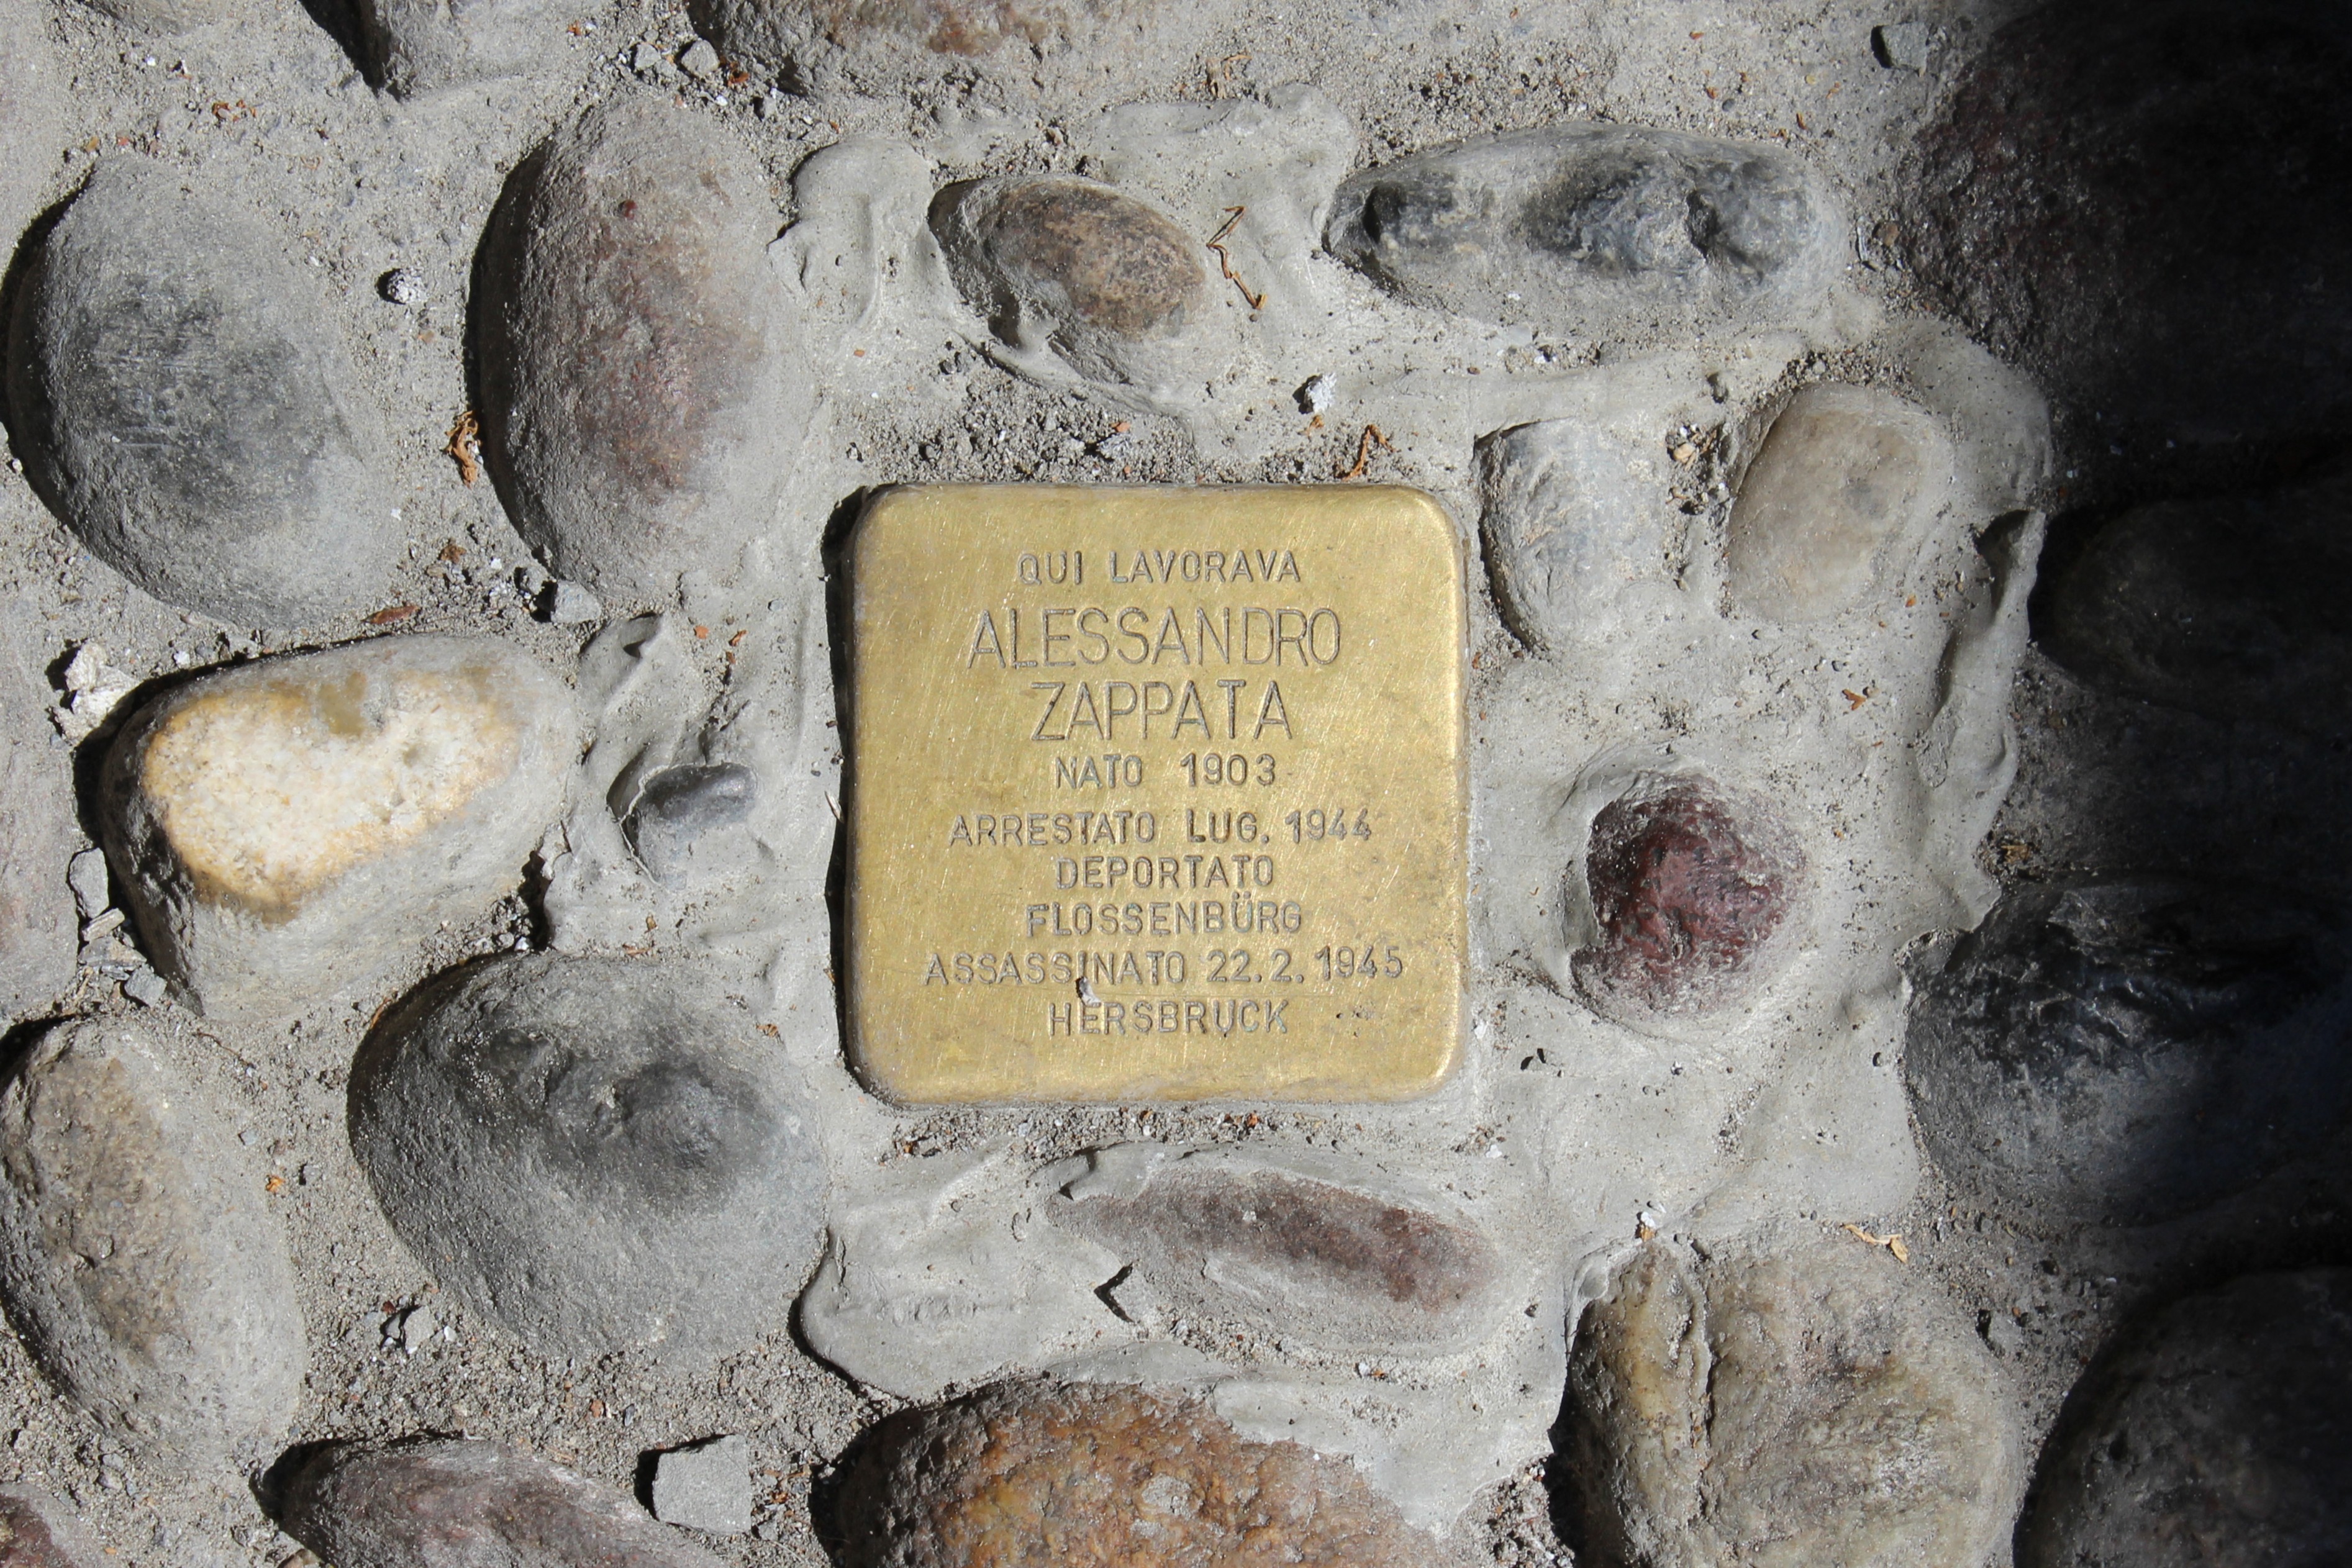 QUI LAVORAVA
ALESSANDRO
ZAPPATA
NATO 1903
ARRESTATO LUG. 1944
DEPORTATO
FLOSSENBÜRG
ASSASSINATO 22.2.1945
HERSBRUCK